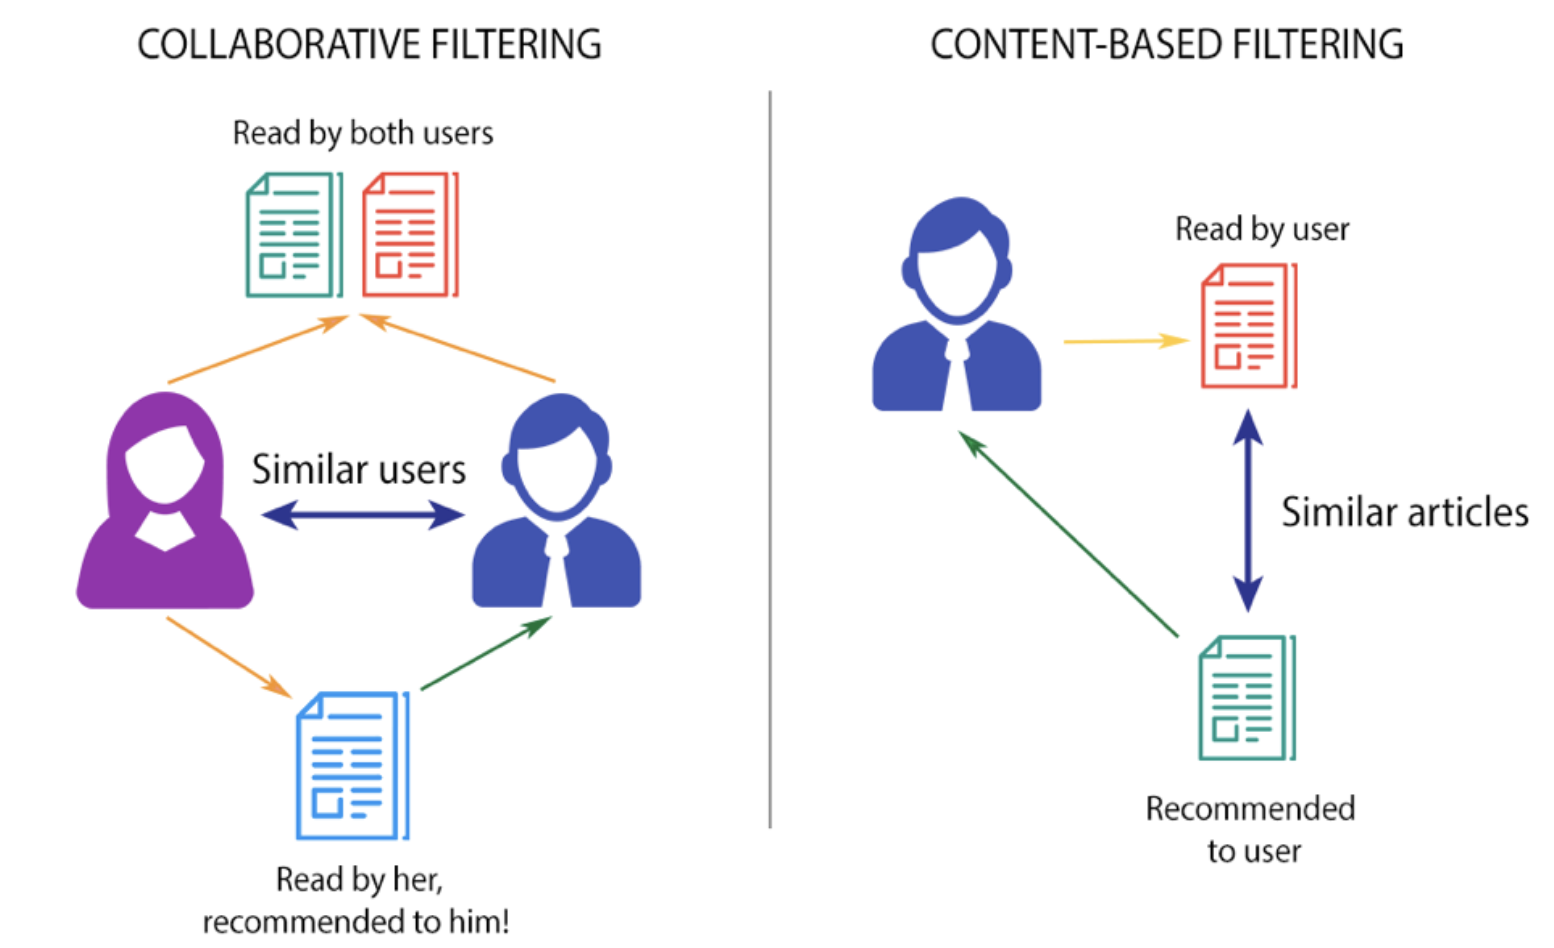 COLLABORATIVE FILTERING
Read by both users
Similar users
Read by her,
recommended to him!
CONTENT-BASED FILTERING
Read by user
Similar articles
Recommended
to user